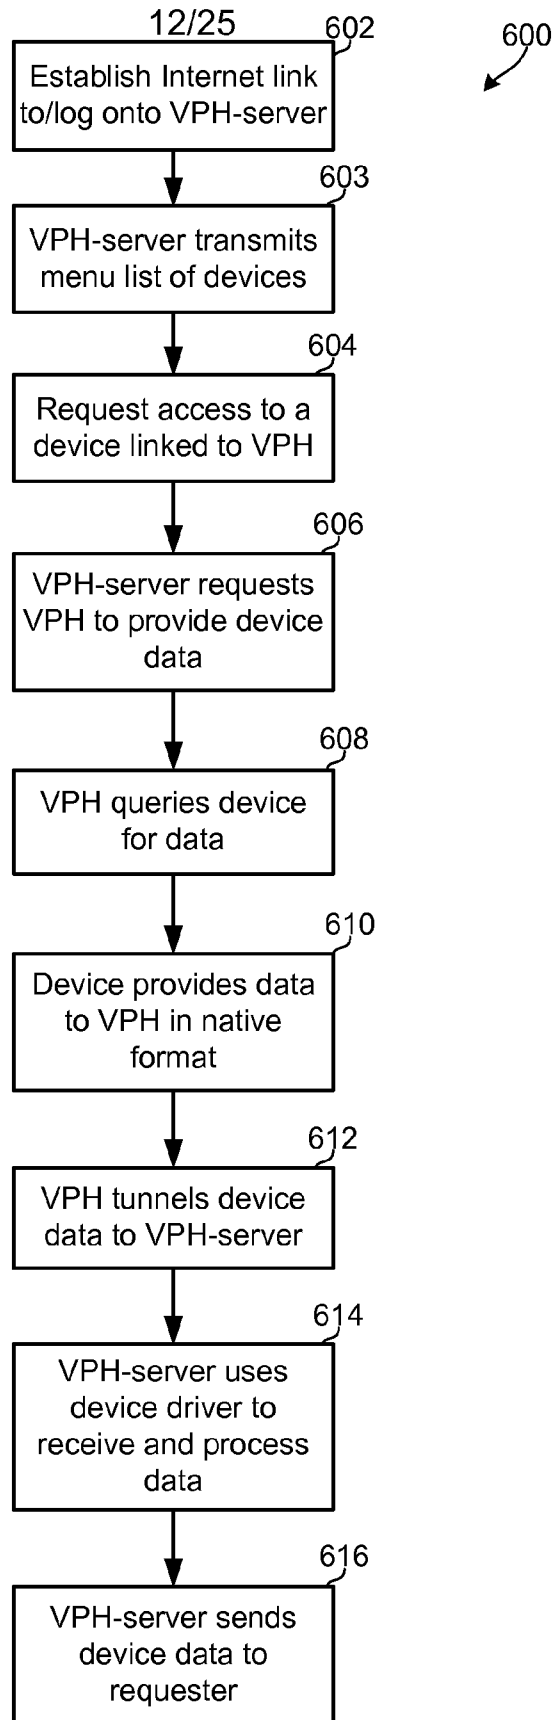 12/25
602
600
Establish Internet link
to/log onto VPH-server
603
VPH-server transmits
menu list of devices
604
Request access to a
device linked to VPH
606
VPH-server requests
VPH to provide device
data
608
VPH queries device
for data
610
Device provides data
to VPH in native
format
612
VPH tunnels device
data to VPH-server
614
VPH-server uses
device driver to
receive and process
data
616
VPH-server sends
device data to
requester